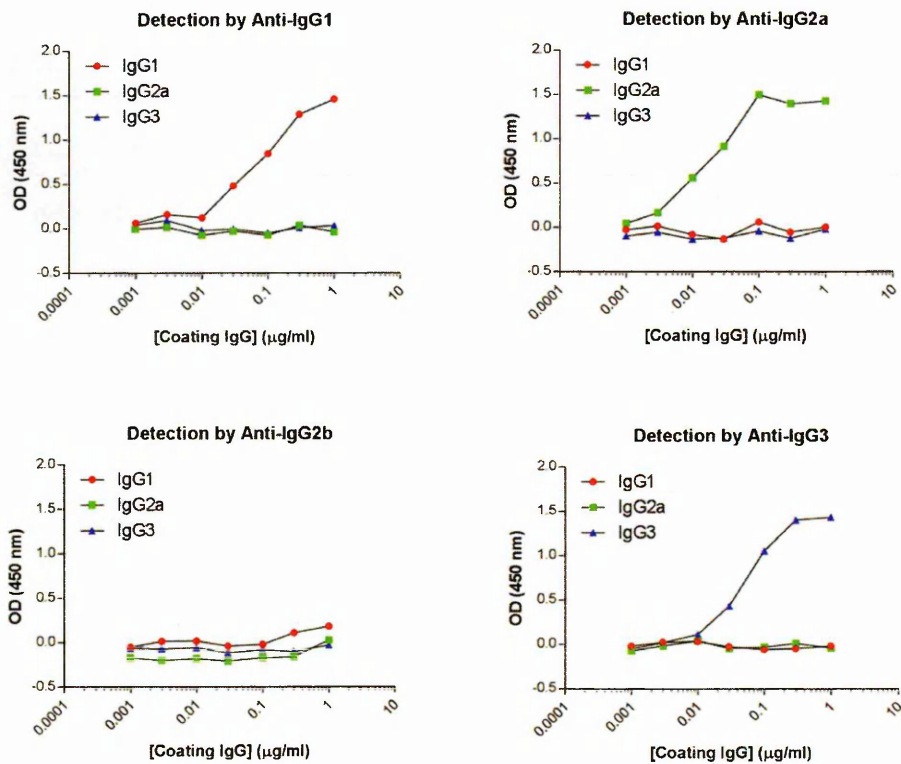 Detection by Anti-IgG1
IgG1
IgG2a
IgG3
OD (450 nm)
2.0
1.5
1.0
0.5
0.0
-0.5
0.0001
0.001
0.01
0.1
1
10
[Coating IgG] (μg/ml)
Detection by Anti-IgG2a
IgG1
IgG2a
IgG3
OD (450 nm)
2.0
1.5
1.0
0.5
0.0
-0.5
0.0001
0.001
0.01
0.1
1
10
[Coating IgG] (μg/ml)
Detection by Anti-IgG2b
IgG1
IgG2a
IgG3
OD (450 nm)
2.0
1.5
1.0
0.5
0.0
-0.5
0.0001
0.001
0.01
0.1
1
10
[Coating IgG] (μg/ml)
Detection by Anti-IgG3
IgG1
IgG2a
IgG3
OD (450 nm)
2.0
1.5
1.0
0.5
0.0
-0.5
0.0001
0.001
0.01
0.1
1
10
[Coating IgG] (μg/ml)